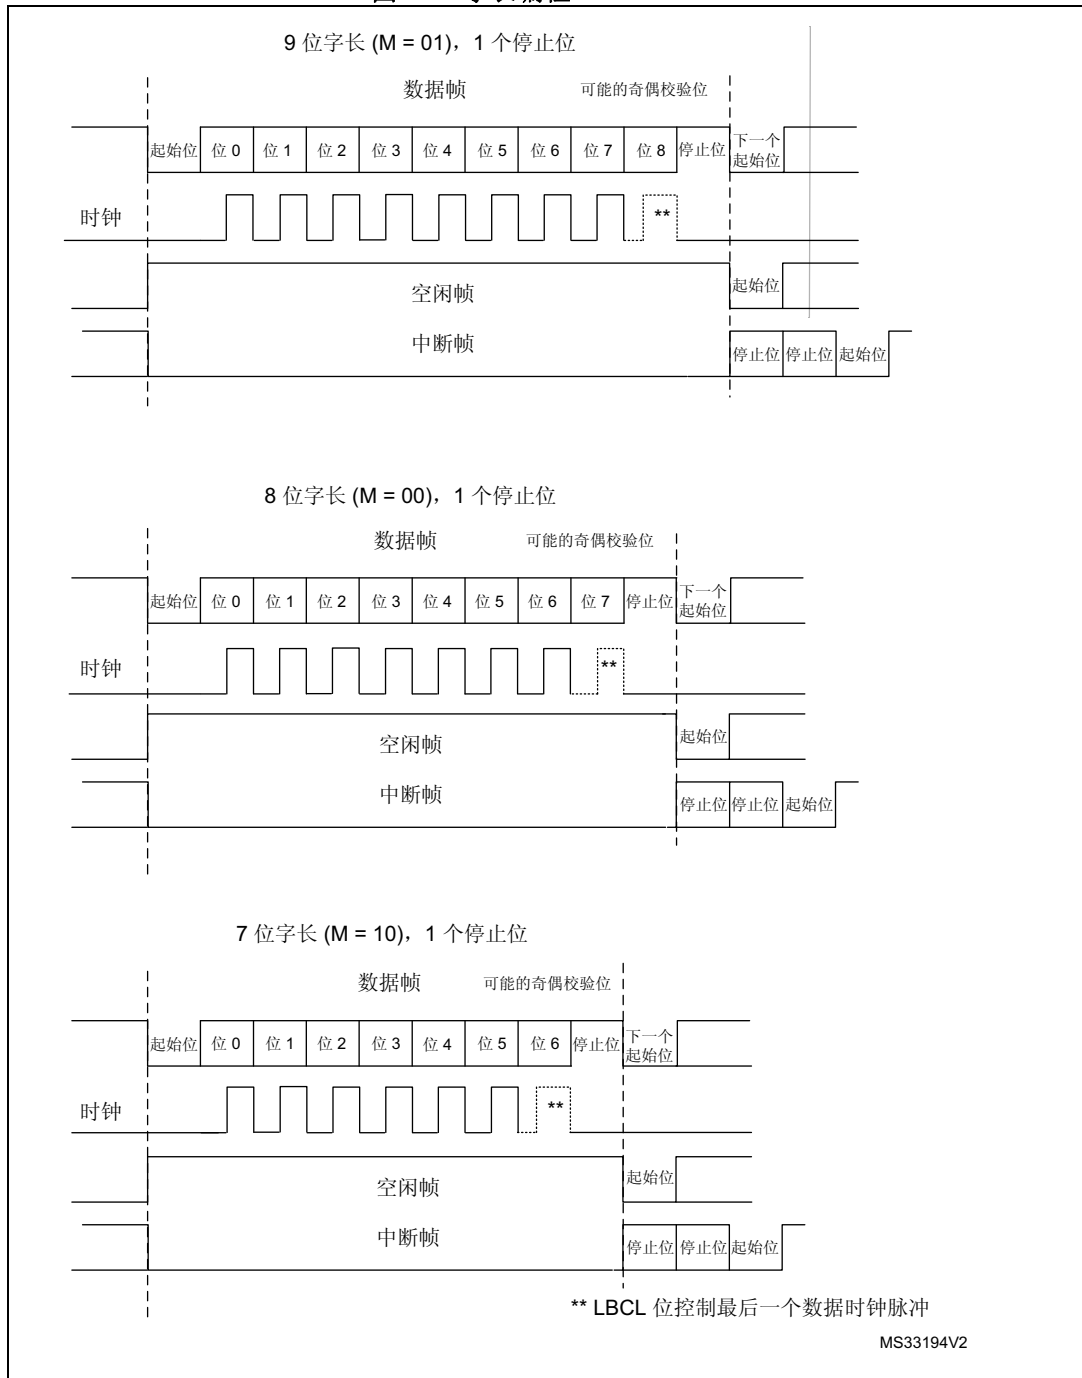 9 位字长 (M = 01)，1 个停止位
数据帧 可能的奇偶校验位
起始位 位 0 位 1 位 2 位 3 位 4 位 5 位 6 位 7 位 8 停止位 下一个起始位
时钟 **
空闲帧 起始位
中断帧 停止位 停止位 起始位
8 位字长 (M = 00)，1 个停止位
数据帧 可能的奇偶校验位
起始位 位 0 位 1 位 2 位 3 位 4 位 5 位 6 位 7 停止位 下一个起始位
时钟 **
空闲帧 起始位
中断帧 停止位 停止位 起始位
7 位字长 (M = 10)，1 个停止位
数据帧 可能的奇偶校验位
起始位 位 0 位 1 位 2 位 3 位 4 位 5 位 6 停止位 下一个起始位
时钟 **
空闲帧 起始位
中断帧 停止位 停止位 起始位
** LBCL 位控制最后一个数据时钟脉冲
MS33194V2